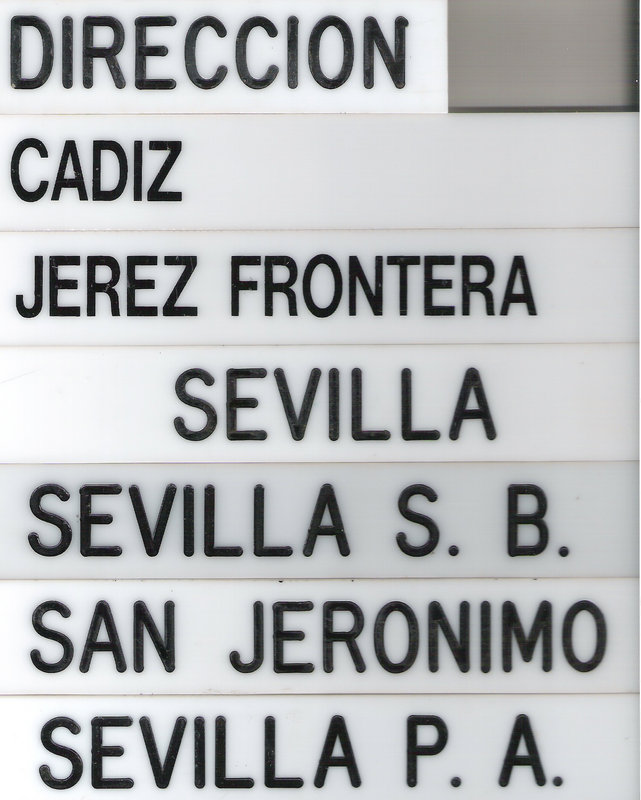 DIRECCION
CADIZ
JEREZ FRONTERA
SEVILLA
SEVILLA S. B.
SAN JERONIMO
SEVILLA P. A.